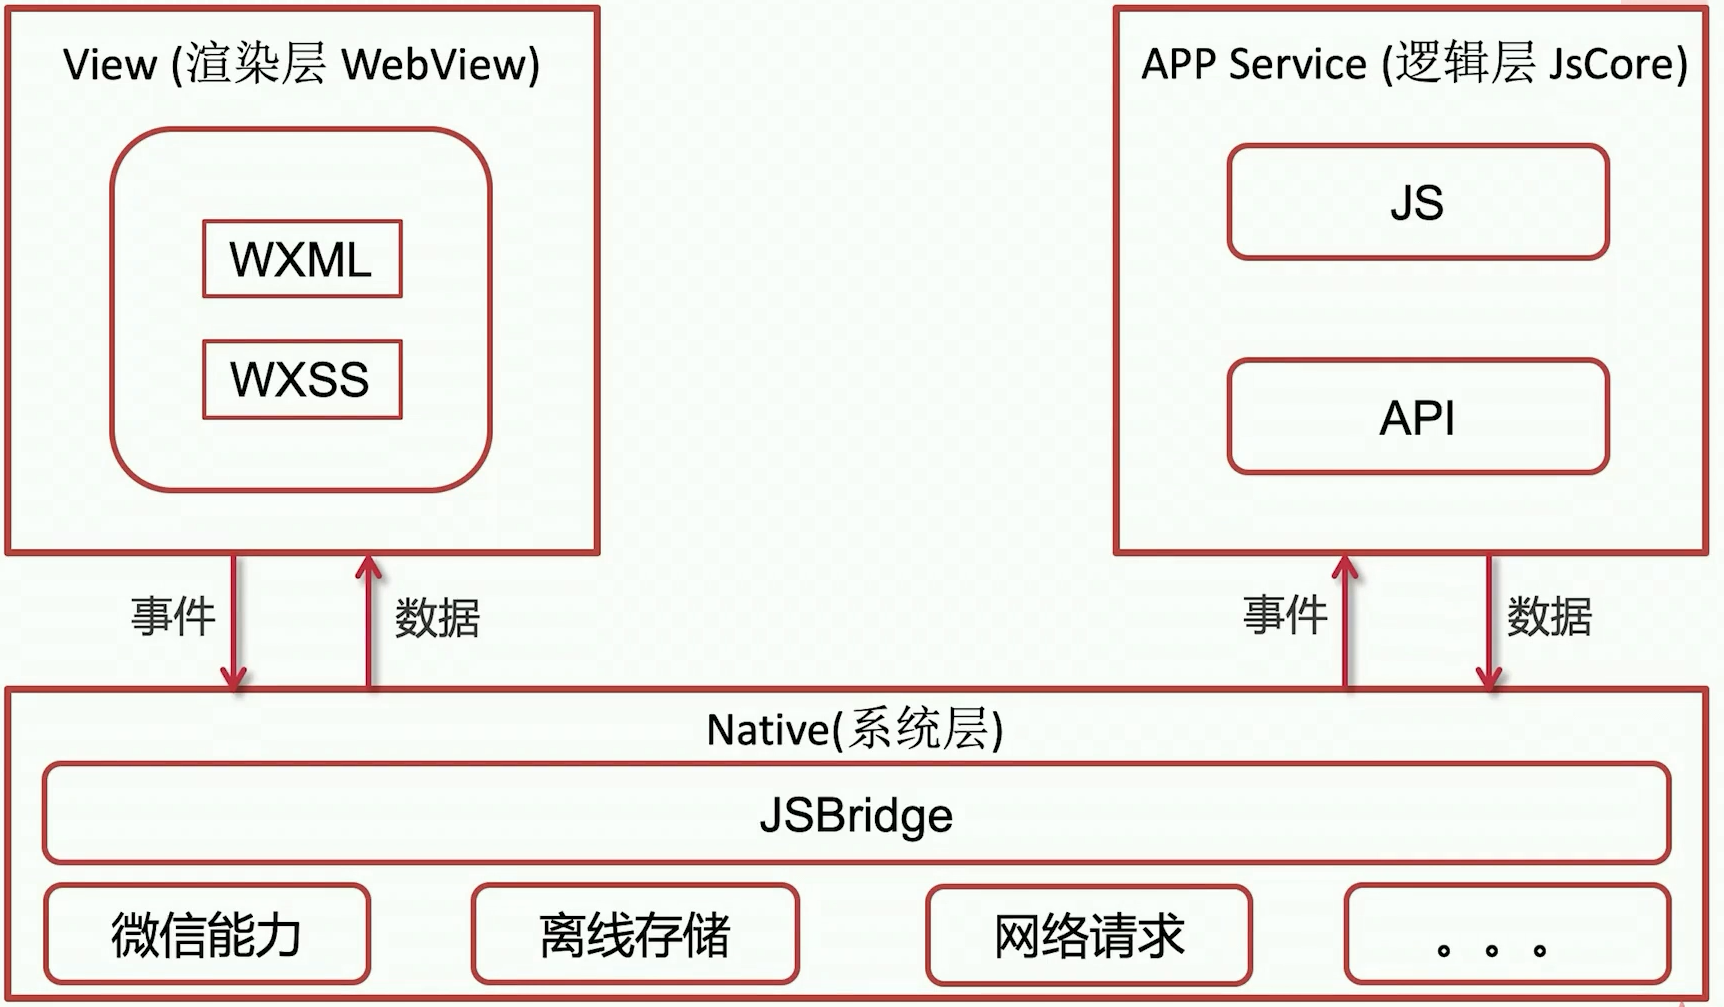 View (渲染层 WebView)
WXML
WXSS
APP Service (逻辑层 JsCore)
JS
API
事件
数据
事件
数据
Native(系统层)
JSBridge
微信能力
离线存储
网络请求
。。。